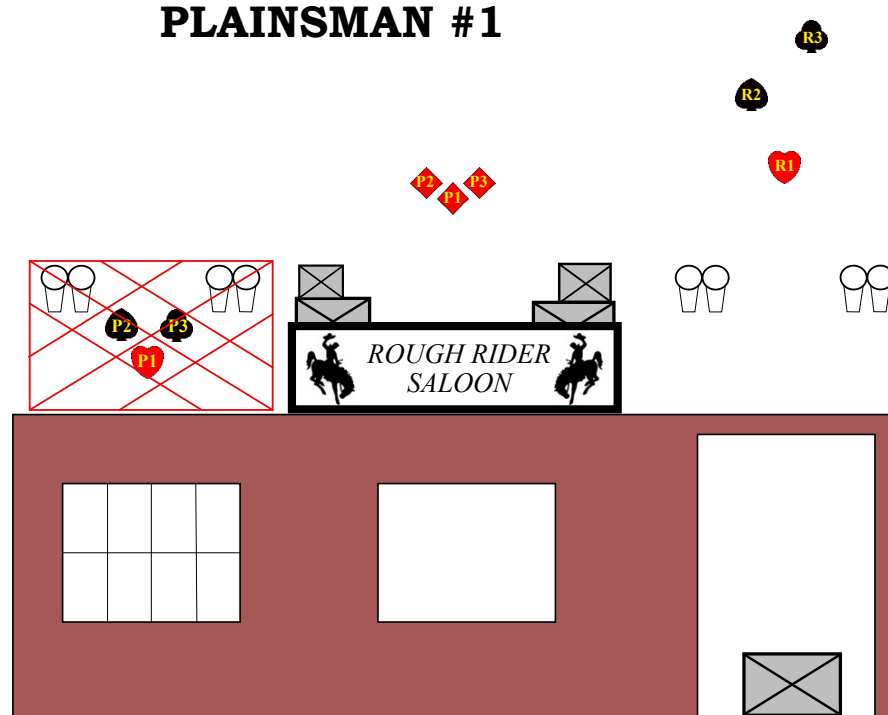 PLAINSMAN #1
R3
R2
R1
P2
P3
P1
P2
P3
P1
ROUGH RIDER
SALOON